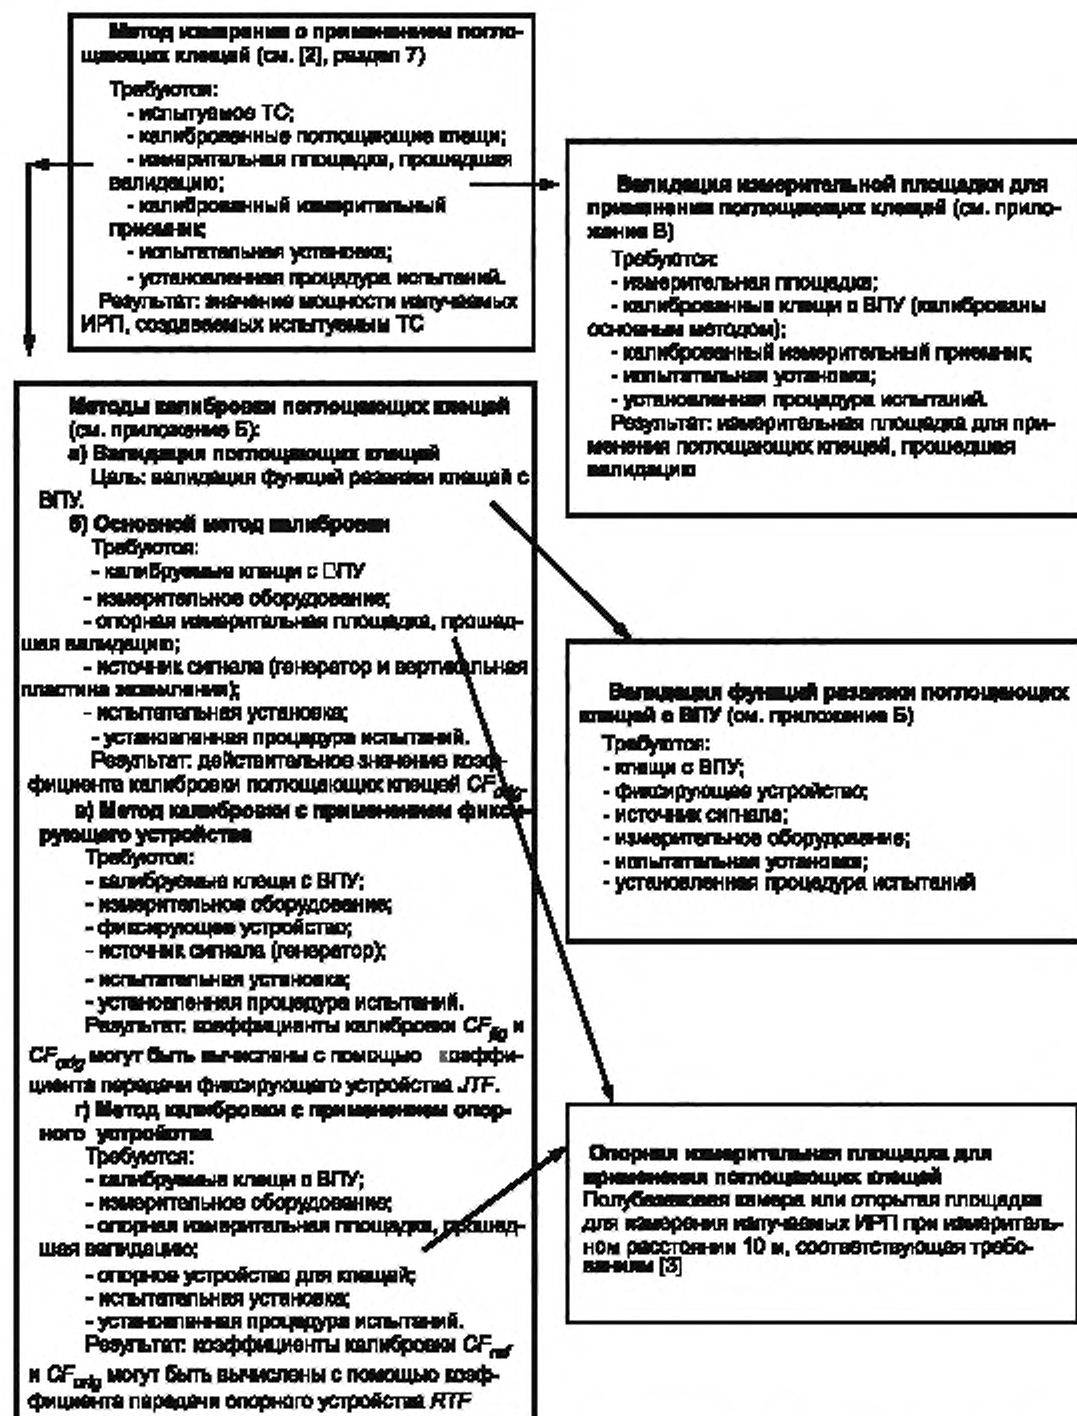 Метод измерения с применением погло-
щающих клещей (см. [2], раздел 7)
Требуются:
- испытуемое ТС;
- калиброванные поглощающие клещи;
- измерительная площадка, прошедшая
валидацию;
- калиброванный измерительный
приемник;
- испытательная установка;
- установленная процедура испытаний.
Результат: значение мощности излучаемых
ИРП, создаваемых испытуемым ТС
Валидация измерительной площадки для
применения поглощающих клещей (см. прило-
жение В)
Требуются:
- измерительная площадка;
- калиброванные клещи с ВПУ (калиброваны
основным методом);
- калиброванный измерительный приемник;
- испытательная установка;
- установленная процедура испытаний.
Результат: измерительная площадка для при-
менения поглощающих клещей, прошедшая
валидацию
Методы калибровки поглощающих клещей
(см. приложение Б):
а) Валидация поглощающих клещей
Цель: валидация функций развязки клещей с
ВПУ.
б) Основной метод калибровки
Требуются:
- калибруемые клещи с □ПУ
- измерительное оборудование;
- опорная измерительная площадка, прошед-
шая валидацию;
- источник сигнала (генератор и вертикальная
пластина заземления);
- испытательная установка;
- установленная процедура испытаний.
Результат: действительное значение коэф-
фициента калибровки поглощающих клещей CForig.
в) Метод калибровки с применением фикси-
рующего устройства
Требуются:
- калибруемые клещи с ВПУ;
- измерительное оборудование;
- фиксирующее устройство;
- источник сигнала (генератор);
- испытательная установка;
- установленная процедура испытаний.
Результат: коэффициенты калибровки CFjig и
CForig могут быть вычислены с помощью коэффи-
циента передачи фиксирующего устройства JTF.
г) Метод калибровки с применением опор-
ного устройства
Требуются:
- калибруемые клещи с ВПУ;
- измерительное оборудование;
- опорная измерительная площадка, прошед-
шая валидацию;
- опорное устройство для клещей;
- испытательная установка;
- установленная процедура испытаний.
Результат: коэффициенты калибровки CFref
и CForig могут быть вычислены с помощью коэф-
фициента передачи опорного устройства RTF
Валидация функций развязки поглощающих
клещей с ВПУ (см. приложение Б)
Требуются:
- клещи с ВПУ;
- фиксирующее устройство;
- источник сигнала;
- измерительное оборудование;
- испытательная установка;
- установленная процедура испытаний
Опорная измерительная площадка для
применения поглощающих клещей
Полубезэховая камера или открытая площадка
для измерения излучаемых ИРП при измеритель-
ном расстоянии 10 м, соответствующая требо-
ваниям [3]